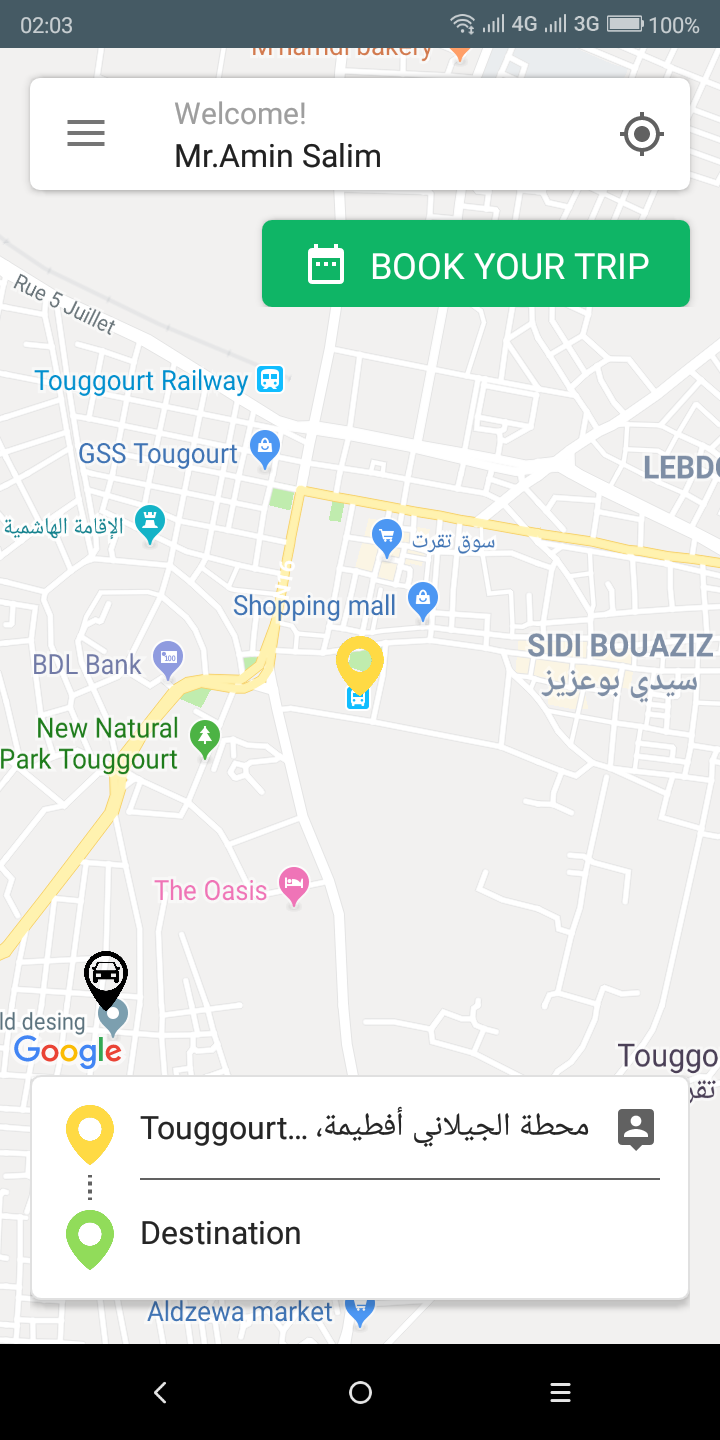 02:03
4G
3G
100%
M'hamdi bakery
Welcome!
Mr.Amin Salim
BOOK YOUR TRIP
Rue 5 Juillet
Touggourt Railway
GSS Tougourt
LEBDO
الإقامة الهاشمية
سوق تقرت
N16
Shopping mall
SIDI BOUAZIZ
سيدي بوعزيز
BDL Bank
100
New Natural
Park Touggourt
The Oasis
ld desing
Google
Touggo
تقر
Touggourt... محطة الجيلاني أفطيمة،
Destination
Aldzewa market